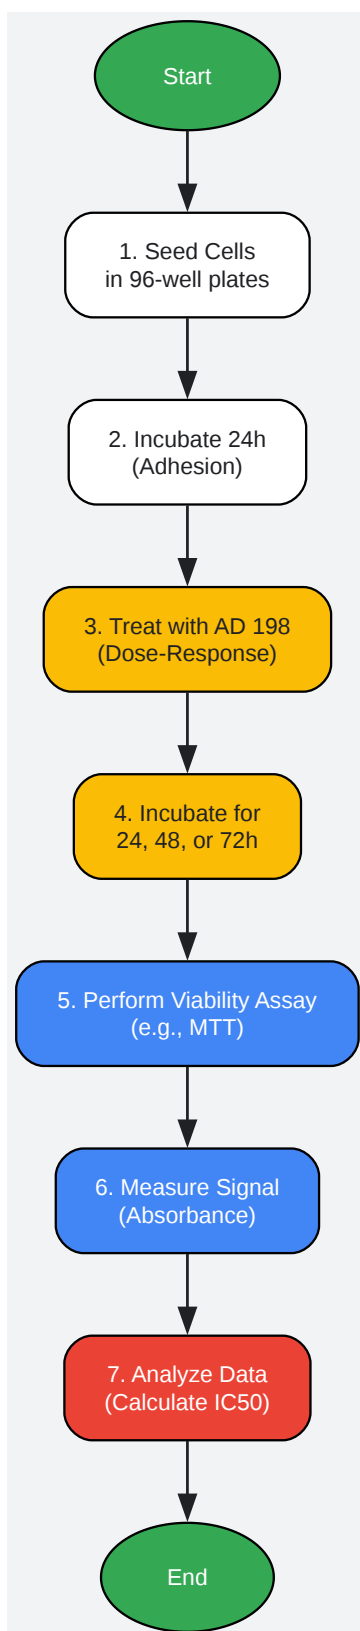 Start
1. Seed Cells
in 96-well plates
2. Incubate 24h
(Adhesion)
3. Treat with AD 198
(Dose-Response)
4. Incubate for
24, 48, or 72h
5. Perform Viability Assay
(e.g., MTT)
6. Measure Signal
(Absorbance)
7. Analyze Data
(Calculate IC50)
End